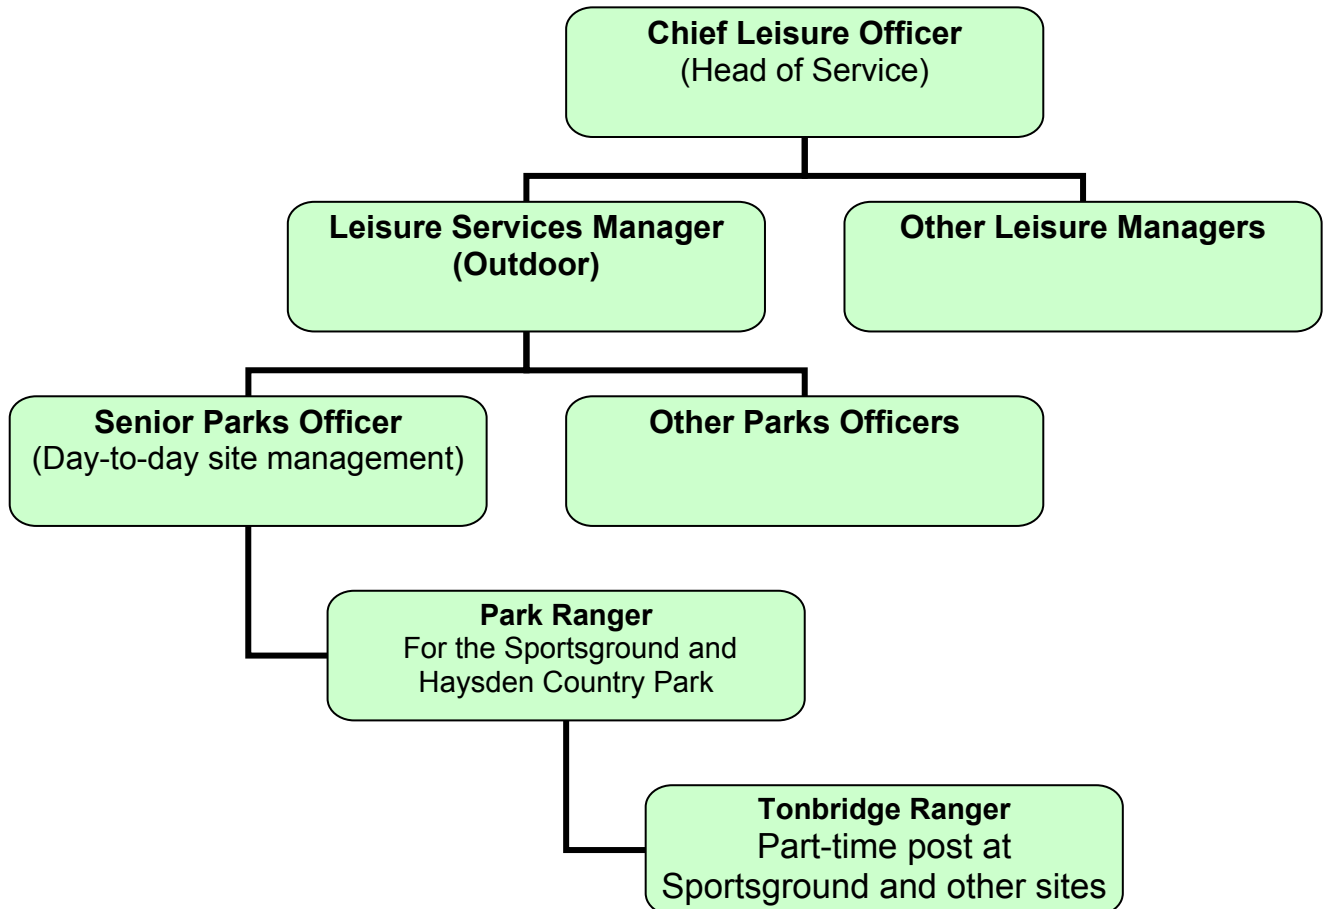 Chief Leisure Officer
(Head of Service)
Leisure Services Manager
(Outdoor)
Other Leisure Managers
Senior Parks Officer
(Day-to-day site management)
Other Parks Officers
Park Ranger
For the Sportsground and
Haysden Country Park
Tonbridge Ranger
Part-time post at
Sportsground and other sites